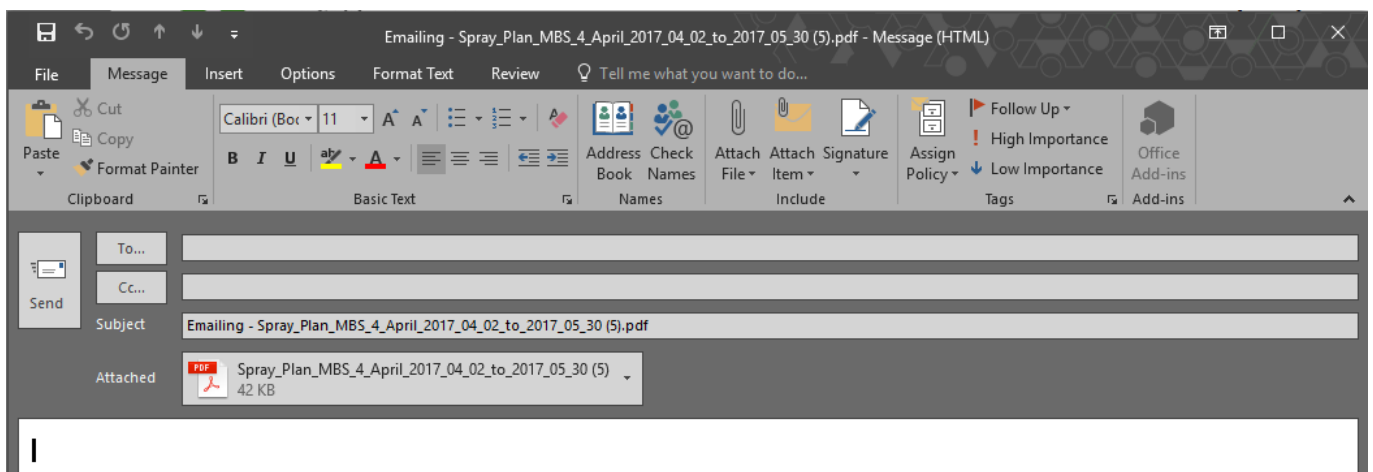 Emailing - Spray_Plan_MBS_4_April_2017_04_02_to_2017_05_30 (5).pdf - Message (HTML)
File Message Insert Options Format Text Review Tell me what you want to do...
Paste
Cut
Copy
Format Painter
Clipboard
Calibri (Boc 11
B I U
Basic Text
Address Book
Check Names
Names
Attach File
Attach Item
Signature
Include
Assign Policy
Follow Up
High Importance
Low Importance
Tags
Office Add-ins
Add-ins
Send
To...
Cc...
Subject Emailing - Spray_Plan_MBS_4_April_2017_04_02_to_2017_05_30 (5).pdf
Attached PDF Spray_Plan_MBS_4_April_2017_04_02_to_2017_05_30 (5)
42 KB